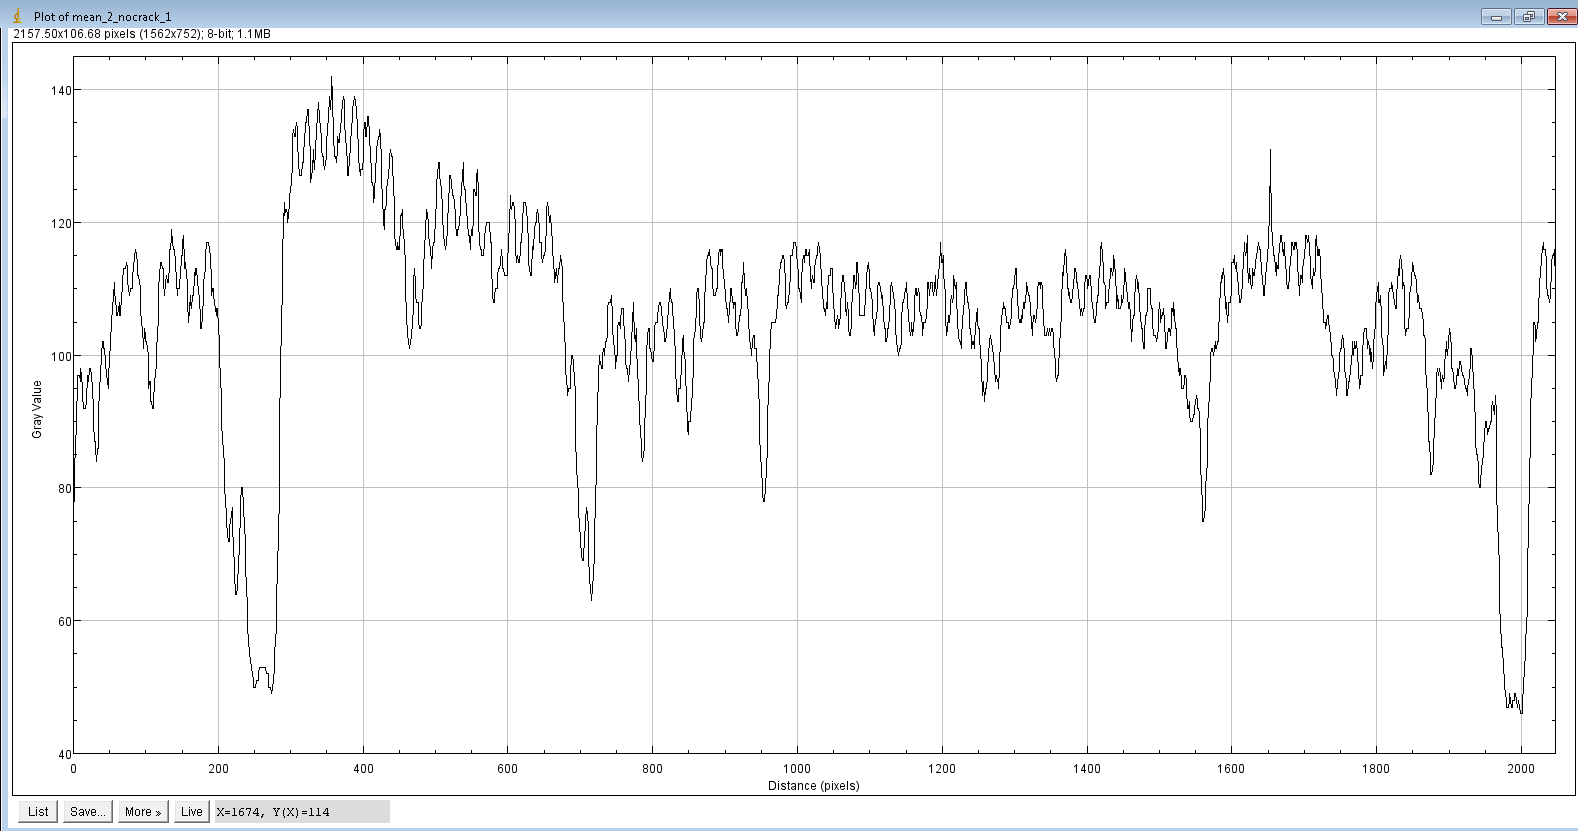 Plot of mean_2_nocrack_1
2157.50x106.68 pixels (1562x752); 8-bit; 1.1MB
140
120
100
80
60
40
Gray Value
0 200 400 600 800 1000 1200 1400 1600 1800 2000
Distance (pixels)
List Save... More » Live X=1674, Y(X)=114